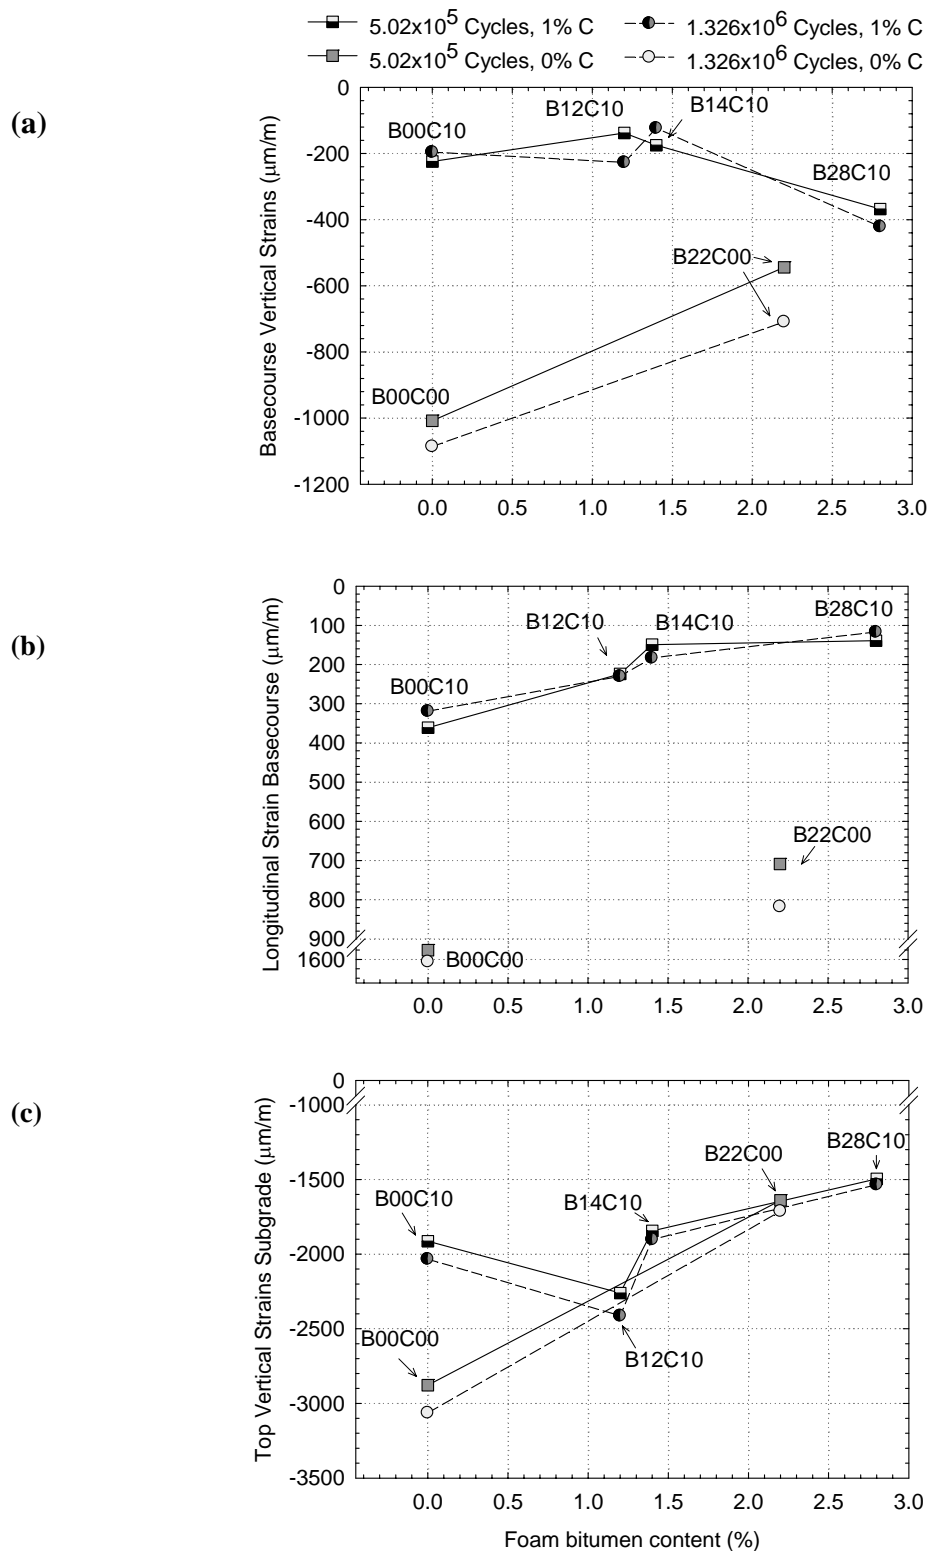 5.02x10^5 Cycles, 1% C 1.326x10^6 Cycles, 1% C
5.02x10^5 Cycles, 0% C 1.326x10^6 Cycles, 0% C
(a)
Basecourse Vertical Strains (μm/m)
0
-200
-400
-600
-800
-1000
-1200
B00C10
B12C10
B14C10
B28C10
B22C00
B00C00
0.0 0.5 1.0 1.5 2.0 2.5 3.0
(b)
Longitudinal Strain Basecourse (μm/m)
0
100
200
300
400
500
600
700
800
900
1600
B28C10
B12C10 B14C10
B00C10
B22C00
B00C00
0.0 0.5 1.0 1.5 2.0 2.5 3.0
(c)
Top Vertical Strains Subgrade (μm/m)
0
-1000
-1500
-2000
-2500
-3000
-3500
B28C10
B22C00
B00C10
B14C10
B00C00
B12C10
0.0 0.5 1.0 1.5 2.0 2.5 3.0
Foam bitumen content (%)